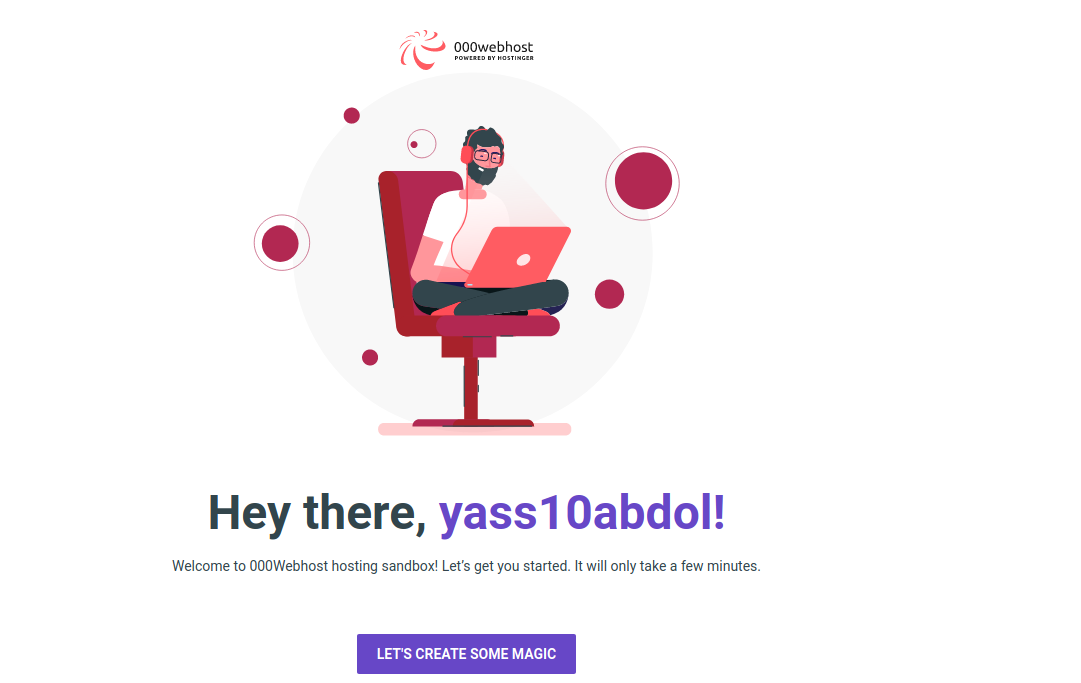 000webhost
POWERED BY HOSTINGER
Hey there, yass10abdol!
Welcome to 000Webhost hosting sandbox! Let’s get you started. It will only take a few minutes.
LET'S CREATE SOME MAGIC